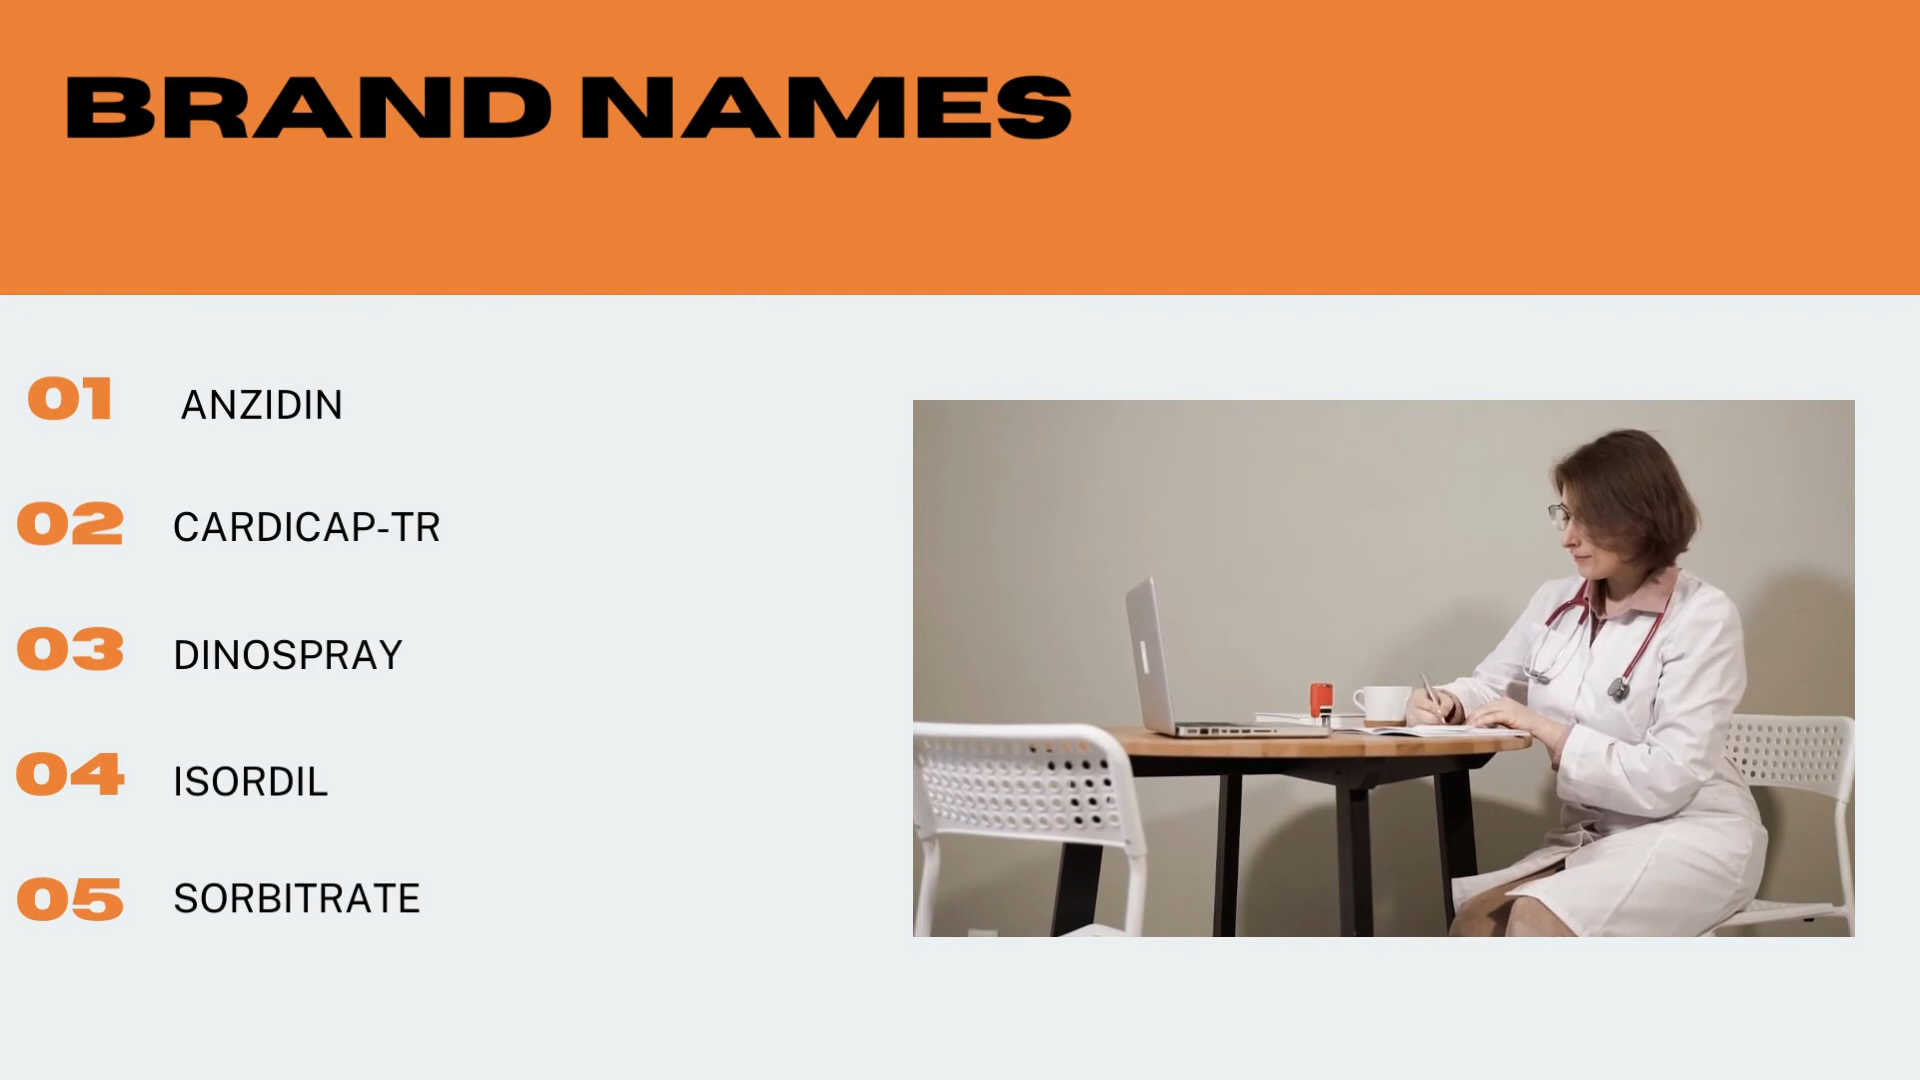 BRAND NAMES
01 ANZIDIN
02 CARDICAP-TR
03 DINOSPRAY
04 ISORDIL
05 SORBITRATE